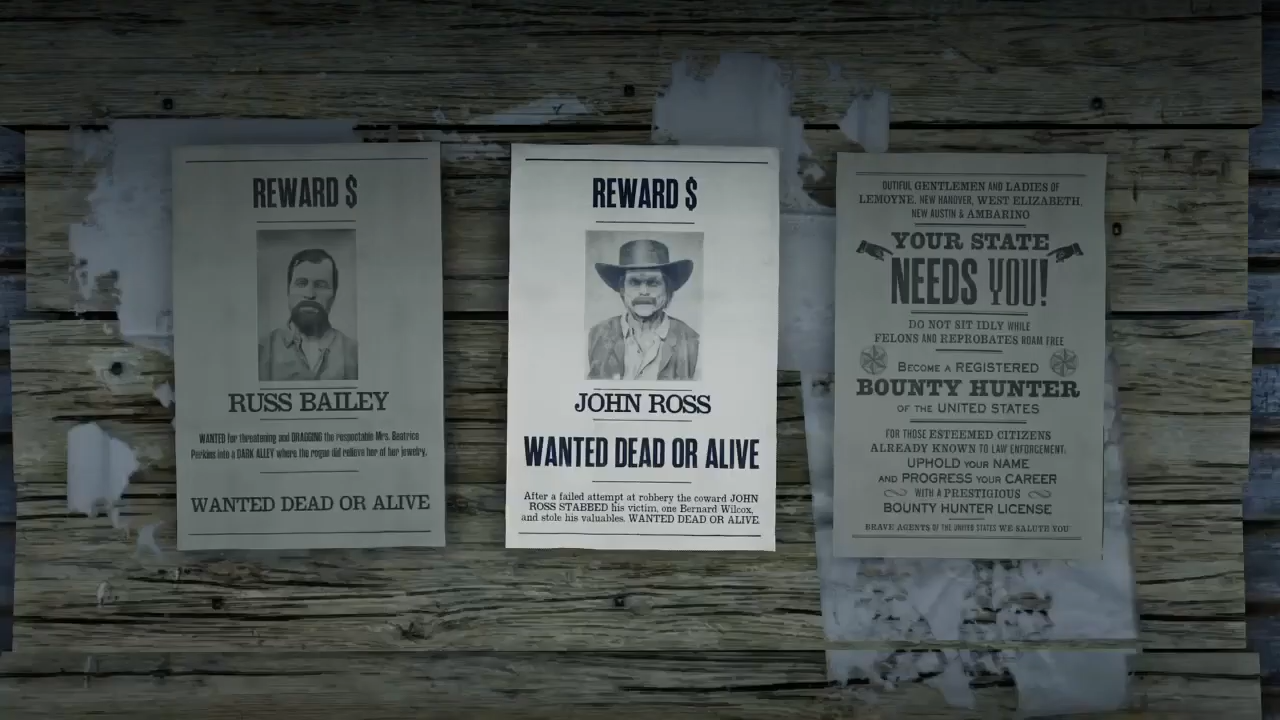 REWARD $
RUSS BAILEY
WANTED for threatening and DRAGGING the respectable Mrs. Beatrice
Perkins into a DARK ALLEY where the rogue did relieve her of her jewelry.
WANTED DEAD OR ALIVE
REWARD $
JOHN ROSS
WANTED DEAD OR ALIVE
After a failed attempt at robbery the coward JOHN
ROSS STABBED his victim, one Bernard Wilcox,
and stole his valuables. WANTED DEAD OR ALIVE.
OUTIFUL GENTLEMEN AND LADIES OF
LEMOYNE, NEW HANOVER, WEST ELIZABETH,
NEW AUSTIN & AMBARINO
YOUR STATE
NEEDS YOU!
DO NOT SIT IDLY WHILE
FELONS AND REPROBATES ROAM FREE
BECOME A REGISTERED
BOUNTY HUNTER
OF THE UNITED STATES
FOR THOSE ESTEEMED CITIZENS
ALREADY KNOWN TO LAW ENFORCEMENT:
UPHOLD YOUR NAME
AND PROGRESS YOUR CAREER
WITH A PRESTIGIOUS
BOUNTY HUNTER LICENSE
BRAVE AGENTS OF THE UNITED STATES WE SALUTE YOU